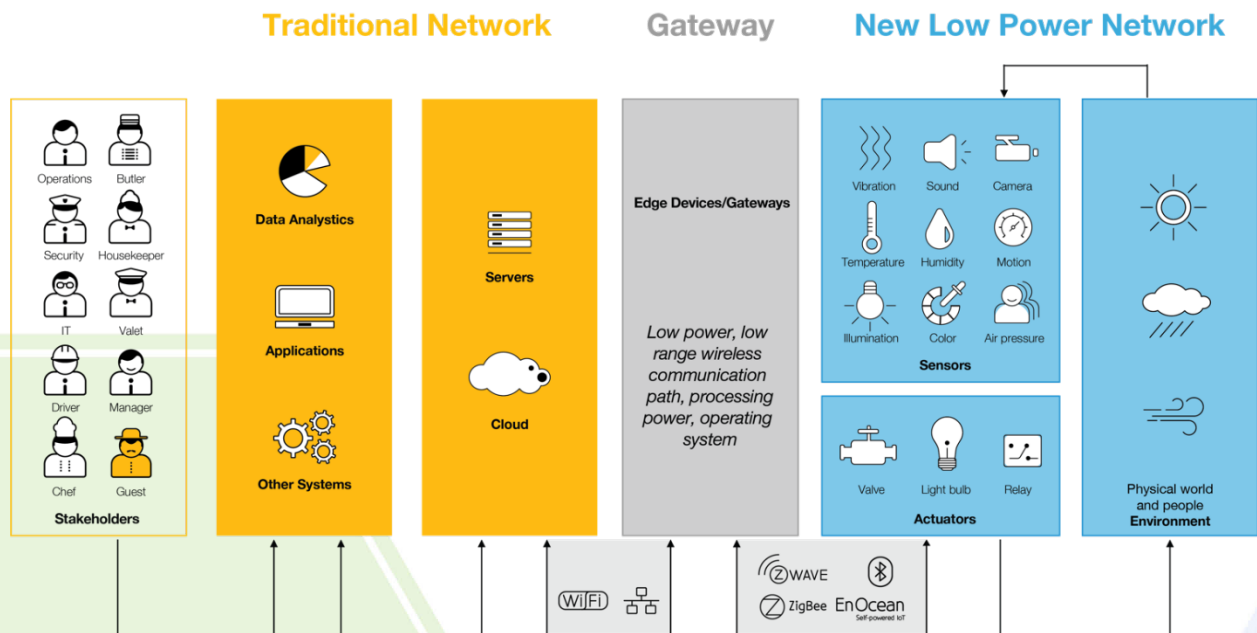 Traditional Network
Gateway
New Low Power Network
Operations
Butler
Security
Housekeeper
IT
Valet
Driver
Manager
Chef
Guest
Stakeholders
Data Analystics
Applications
Other Systems
Servers
Cloud
Edge Devices/Gateways
Low power, low
range wireless
communication
path, processing
power, operating
system
Vibration
Sound
Camera
Temperature
Humidity
Motion
Illumination
Color
Air pressure
Sensors
Valve
Light bulb
Relay
Actuators
Physical world
and people
Environment
WiFi
Z WAVE
ZigBee
EnOcean
Self-powered IoT